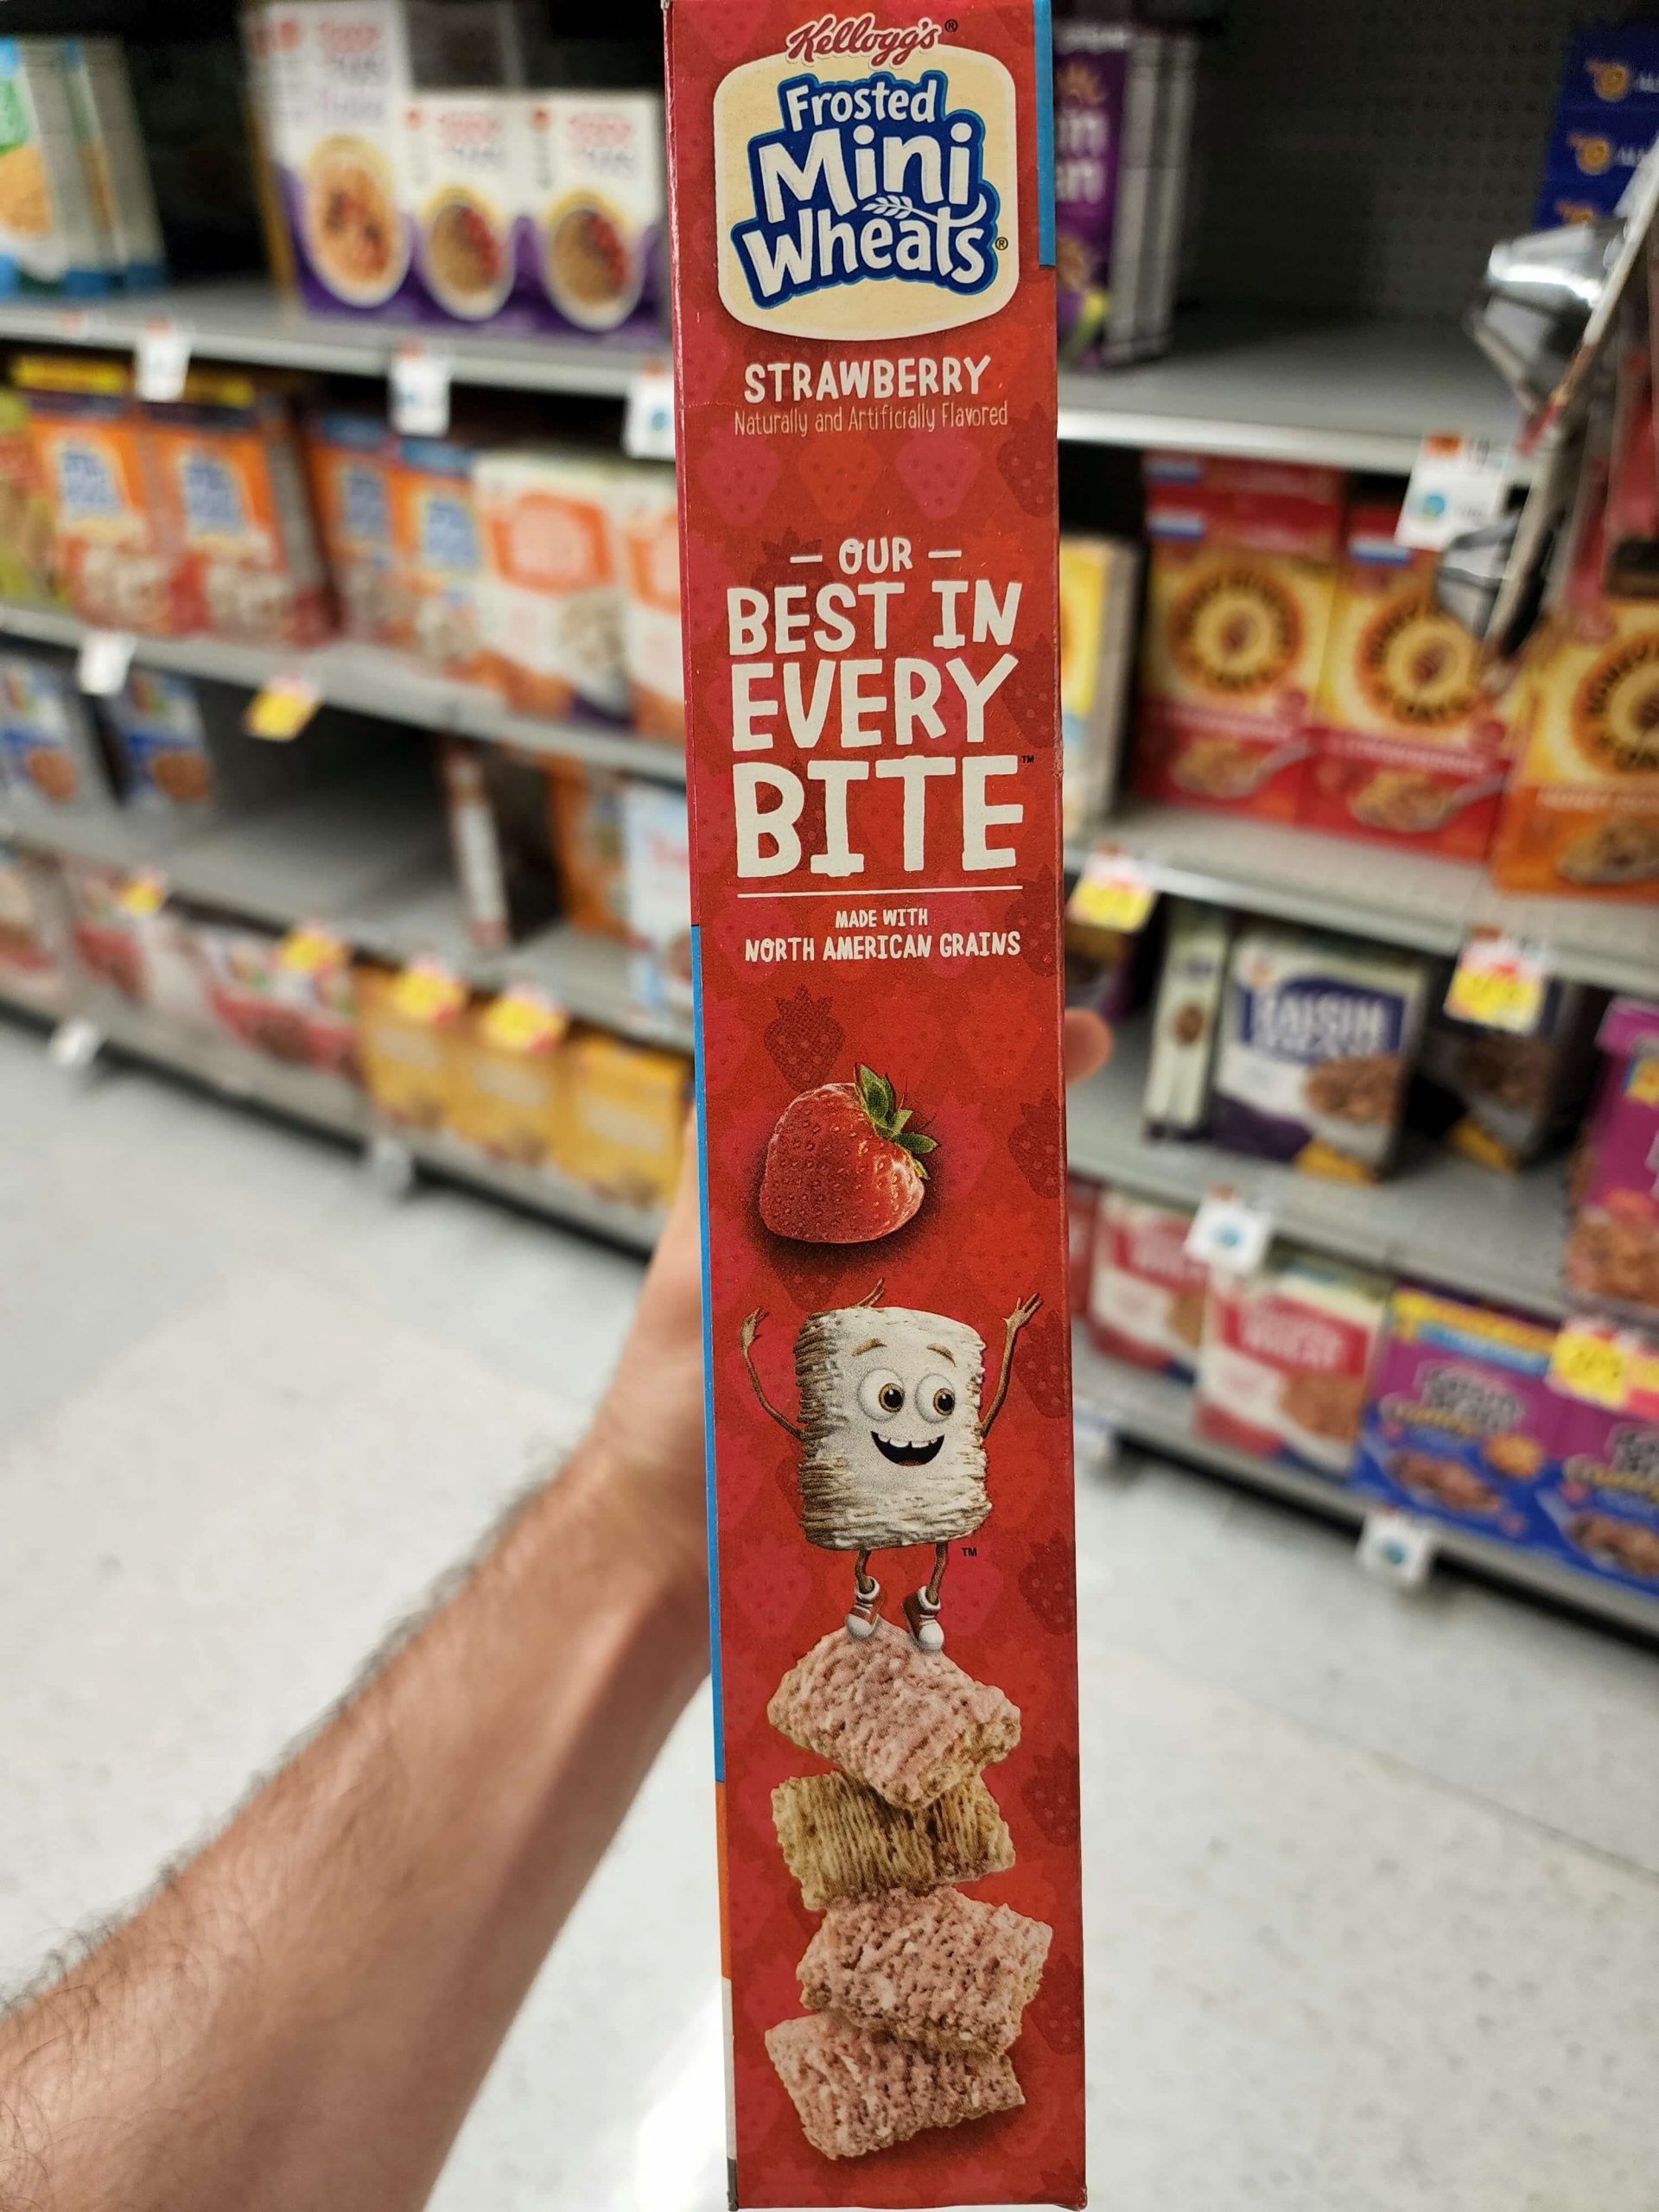 Kellogg's®
Frosted
Mini
Wheats®
STRAWBERRY
Naturally and Artificially Flavored
— OUR —
BEST IN
EVERY
BITE™
MADE WITH
NORTH AMERICAN GRAINS
TM
RAISIN